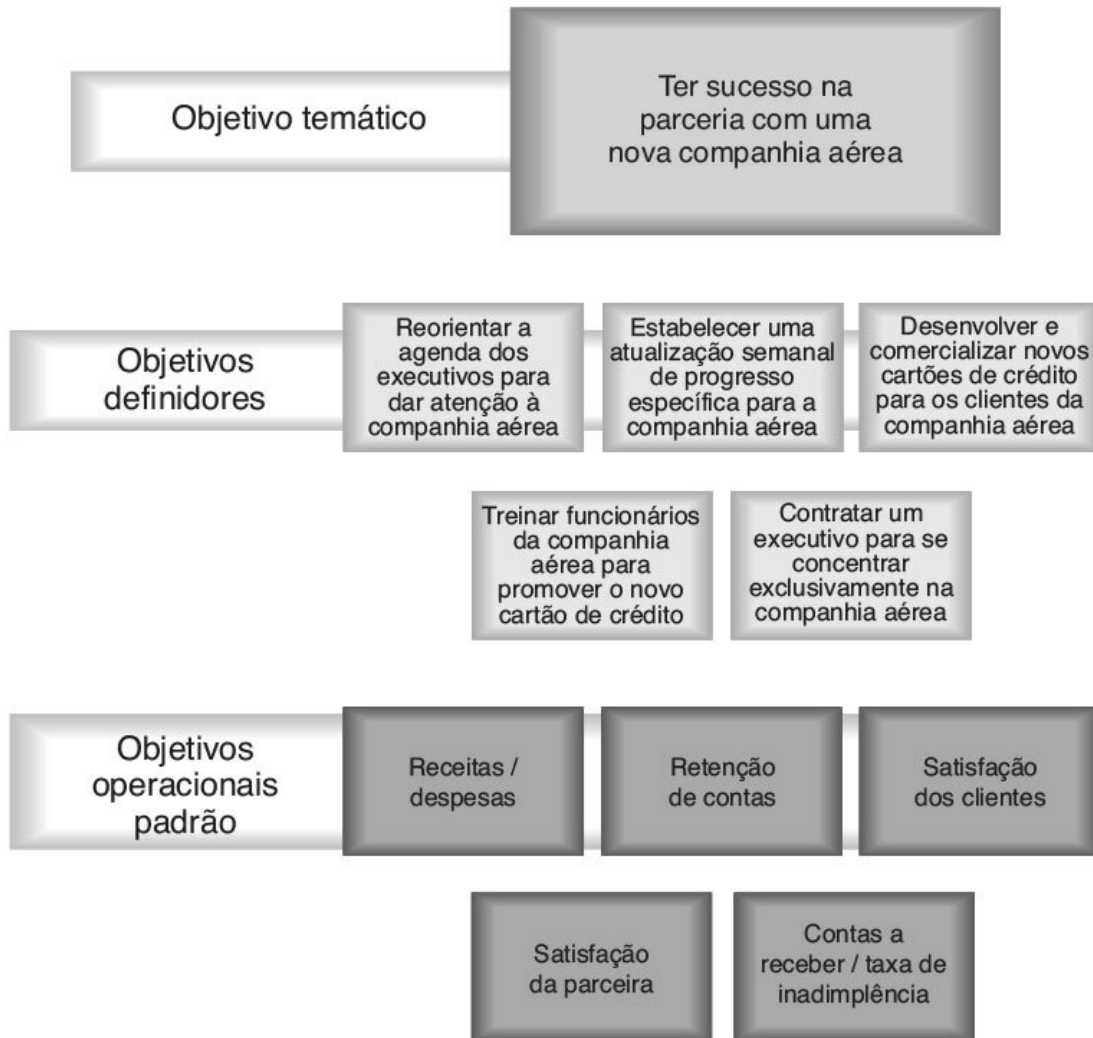 Objetivo temático
Ter sucesso na
parceria com uma
nova companhia aérea
Objetivos
definidores
Reorientar a
agenda dos
executivos para
dar atenção à
companhia aérea
Estabelecer uma
atualização semanal
de progresso
específica para a
companhia aérea
Desenvolver e
comercializar novos
cartões de crédito
para os clientes da
companhia aérea
Treinar funcionários
da companhia
aérea para
promover o novo
cartão de crédito
Contratar um
executivo para se
concentrar
exclusivamente na
companhia aérea
Objetivos
operacionais
padrão
Receitas /
despesas
Retenção
de contas
Satisfação
dos clientes
Satisfação
da parceira
Contas a
receber / taxa de
inadimplência